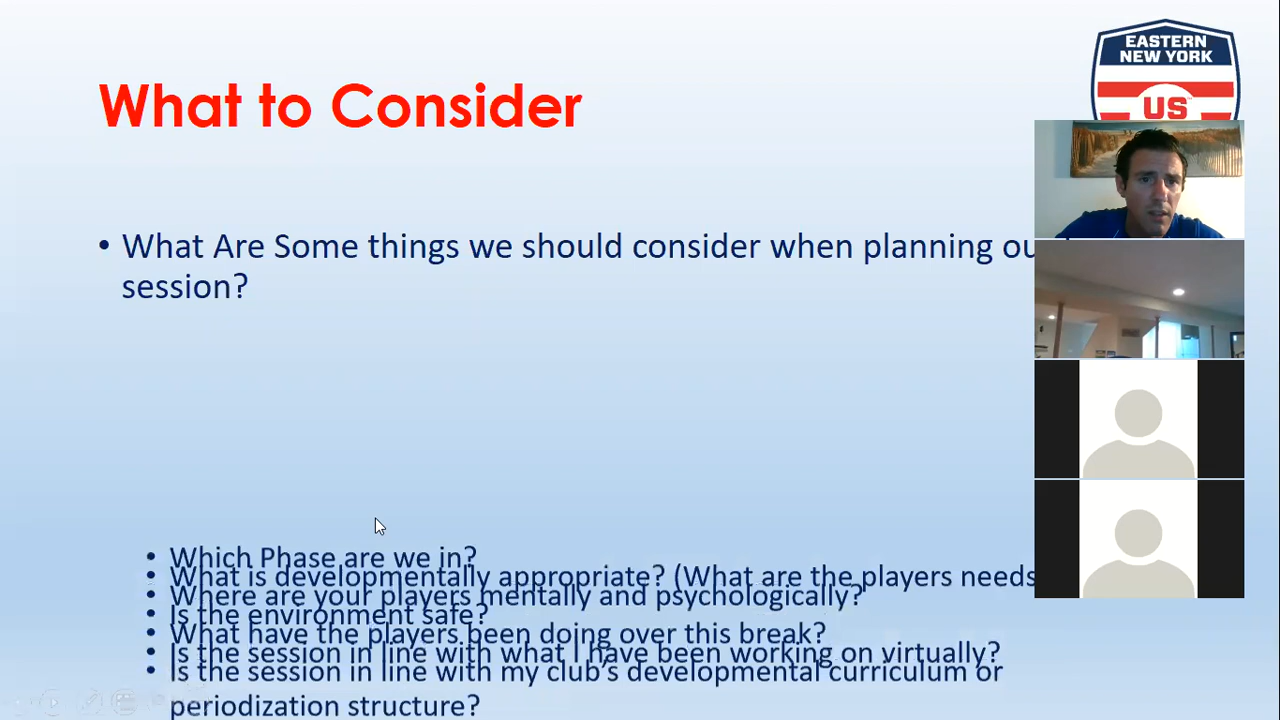 EASTERN
NEW YORK
US
What to Consider
• What Are Some things we should consider when planning
session?
• Which Phase are we in?
• What is developmentally appropriate? (What are the players needs
• Where are your players mentally and psychologically?
• Is the environment safe?
• What have the players been doing over this break?
• Is the session in line with what I have been working on virtually?
• Is the session in line with my club's developmental curriculum or
periodization structure?